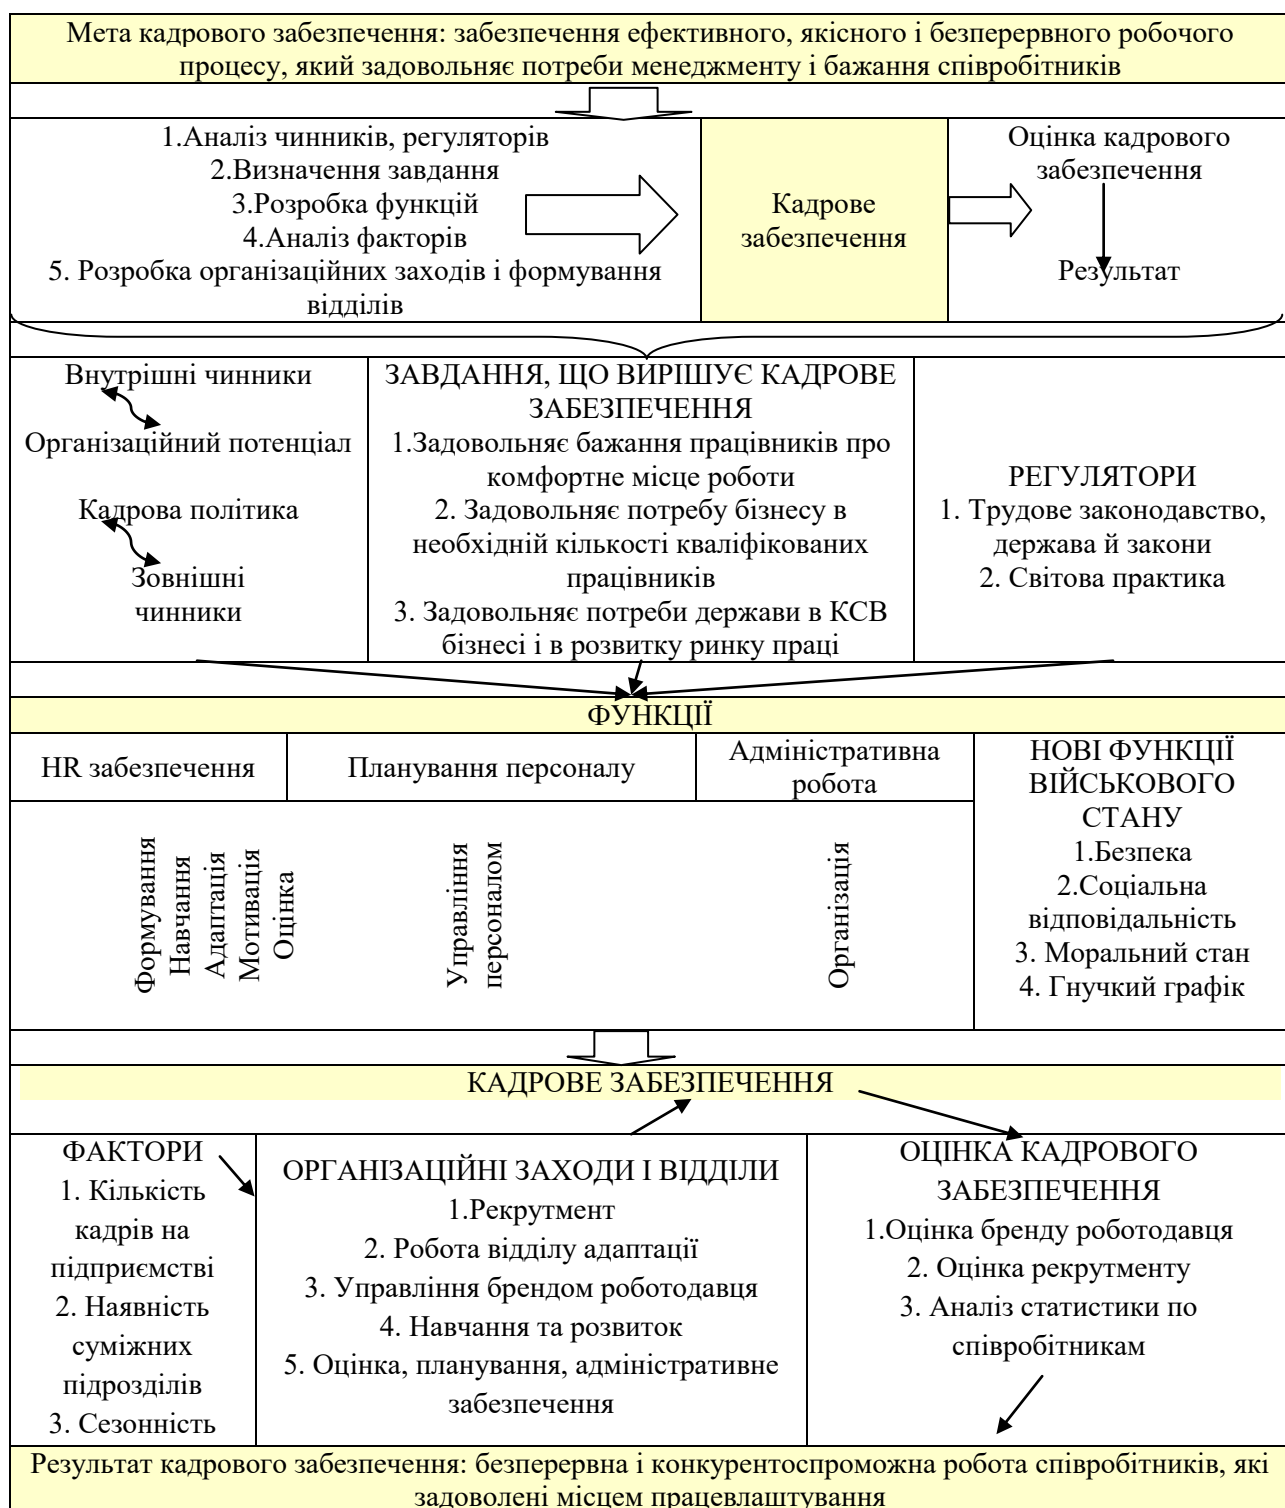 Мета кадрового забезпечення: забезпечення ефективного, якісного і безперервного робочого
процесу, який задовольняє потреби менеджменту і бажання співробітників
1.Аналіз чинників, регуляторів
2.Визначення завдання
3.Розробка функцій
4.Аналіз факторів
5. Розробка організаційних заходів і формування
відділів
Кадрове
забезпечення
Оцінка кадрового
забезпечення
Результат
Внутрішні чинники
Організаційний потенціал
Кадрова політика
Зовнішні
чинники
ЗАВДАННЯ, ЩО ВИРІШУЄ КАДРОВЕ
ЗАБЕЗПЕЧЕННЯ
1.Задовольняє бажання працівників про
комфортне місце роботи
2. Задовольняє потребу бізнесу в
необхідній кількості кваліфікованих
працівників
3. Задовольняє потреби держави в КСВ
бізнесі і в розвитку ринку праці
РЕГУЛЯТОРИ
1. Трудове законодавство,
держава й закони
2. Світова практика
ФУНКЦІЇ
HR забезпечення
Планування персоналу
Адміністративна
робота
НОВІ ФУНКЦІЇ
ВІЙСЬКОВОГО
СТАНУ
1.Безпека
2.Соціальна
відповідальність
3. Моральний стан
4. Гнучкий графік
Формування
Навчання
Адаптація
Мотивація
Оцінка
Управління
персоналом
Організація
КАДРОВЕ ЗАБЕЗПЕЧЕННЯ
ФАКТОРИ
1. Кількість
кадрів на
підприємстві
2. Наявність
суміжних
підрозділів
3. Сезонність
ОРГАНІЗАЦІЙНІ ЗАХОДИ І ВІДДІЛИ
1.Рекрутмент
2. Робота відділу адаптації
3. Управління брендом роботодавця
4. Навчання та розвиток
5. Оцінка, планування, адміністративне
забезпечення
ОЦІНКА КАДРОВОГО
ЗАБЕЗПЕЧЕННЯ
1.Оцінка бренду роботодавця
2. Оцінка рекрутменту
3. Аналіз статистики по
співробітникам
Результат кадрового забезпечення: безперервна і конкурентоспроможна робота співробітників, які
задоволені місцем працевлаштування